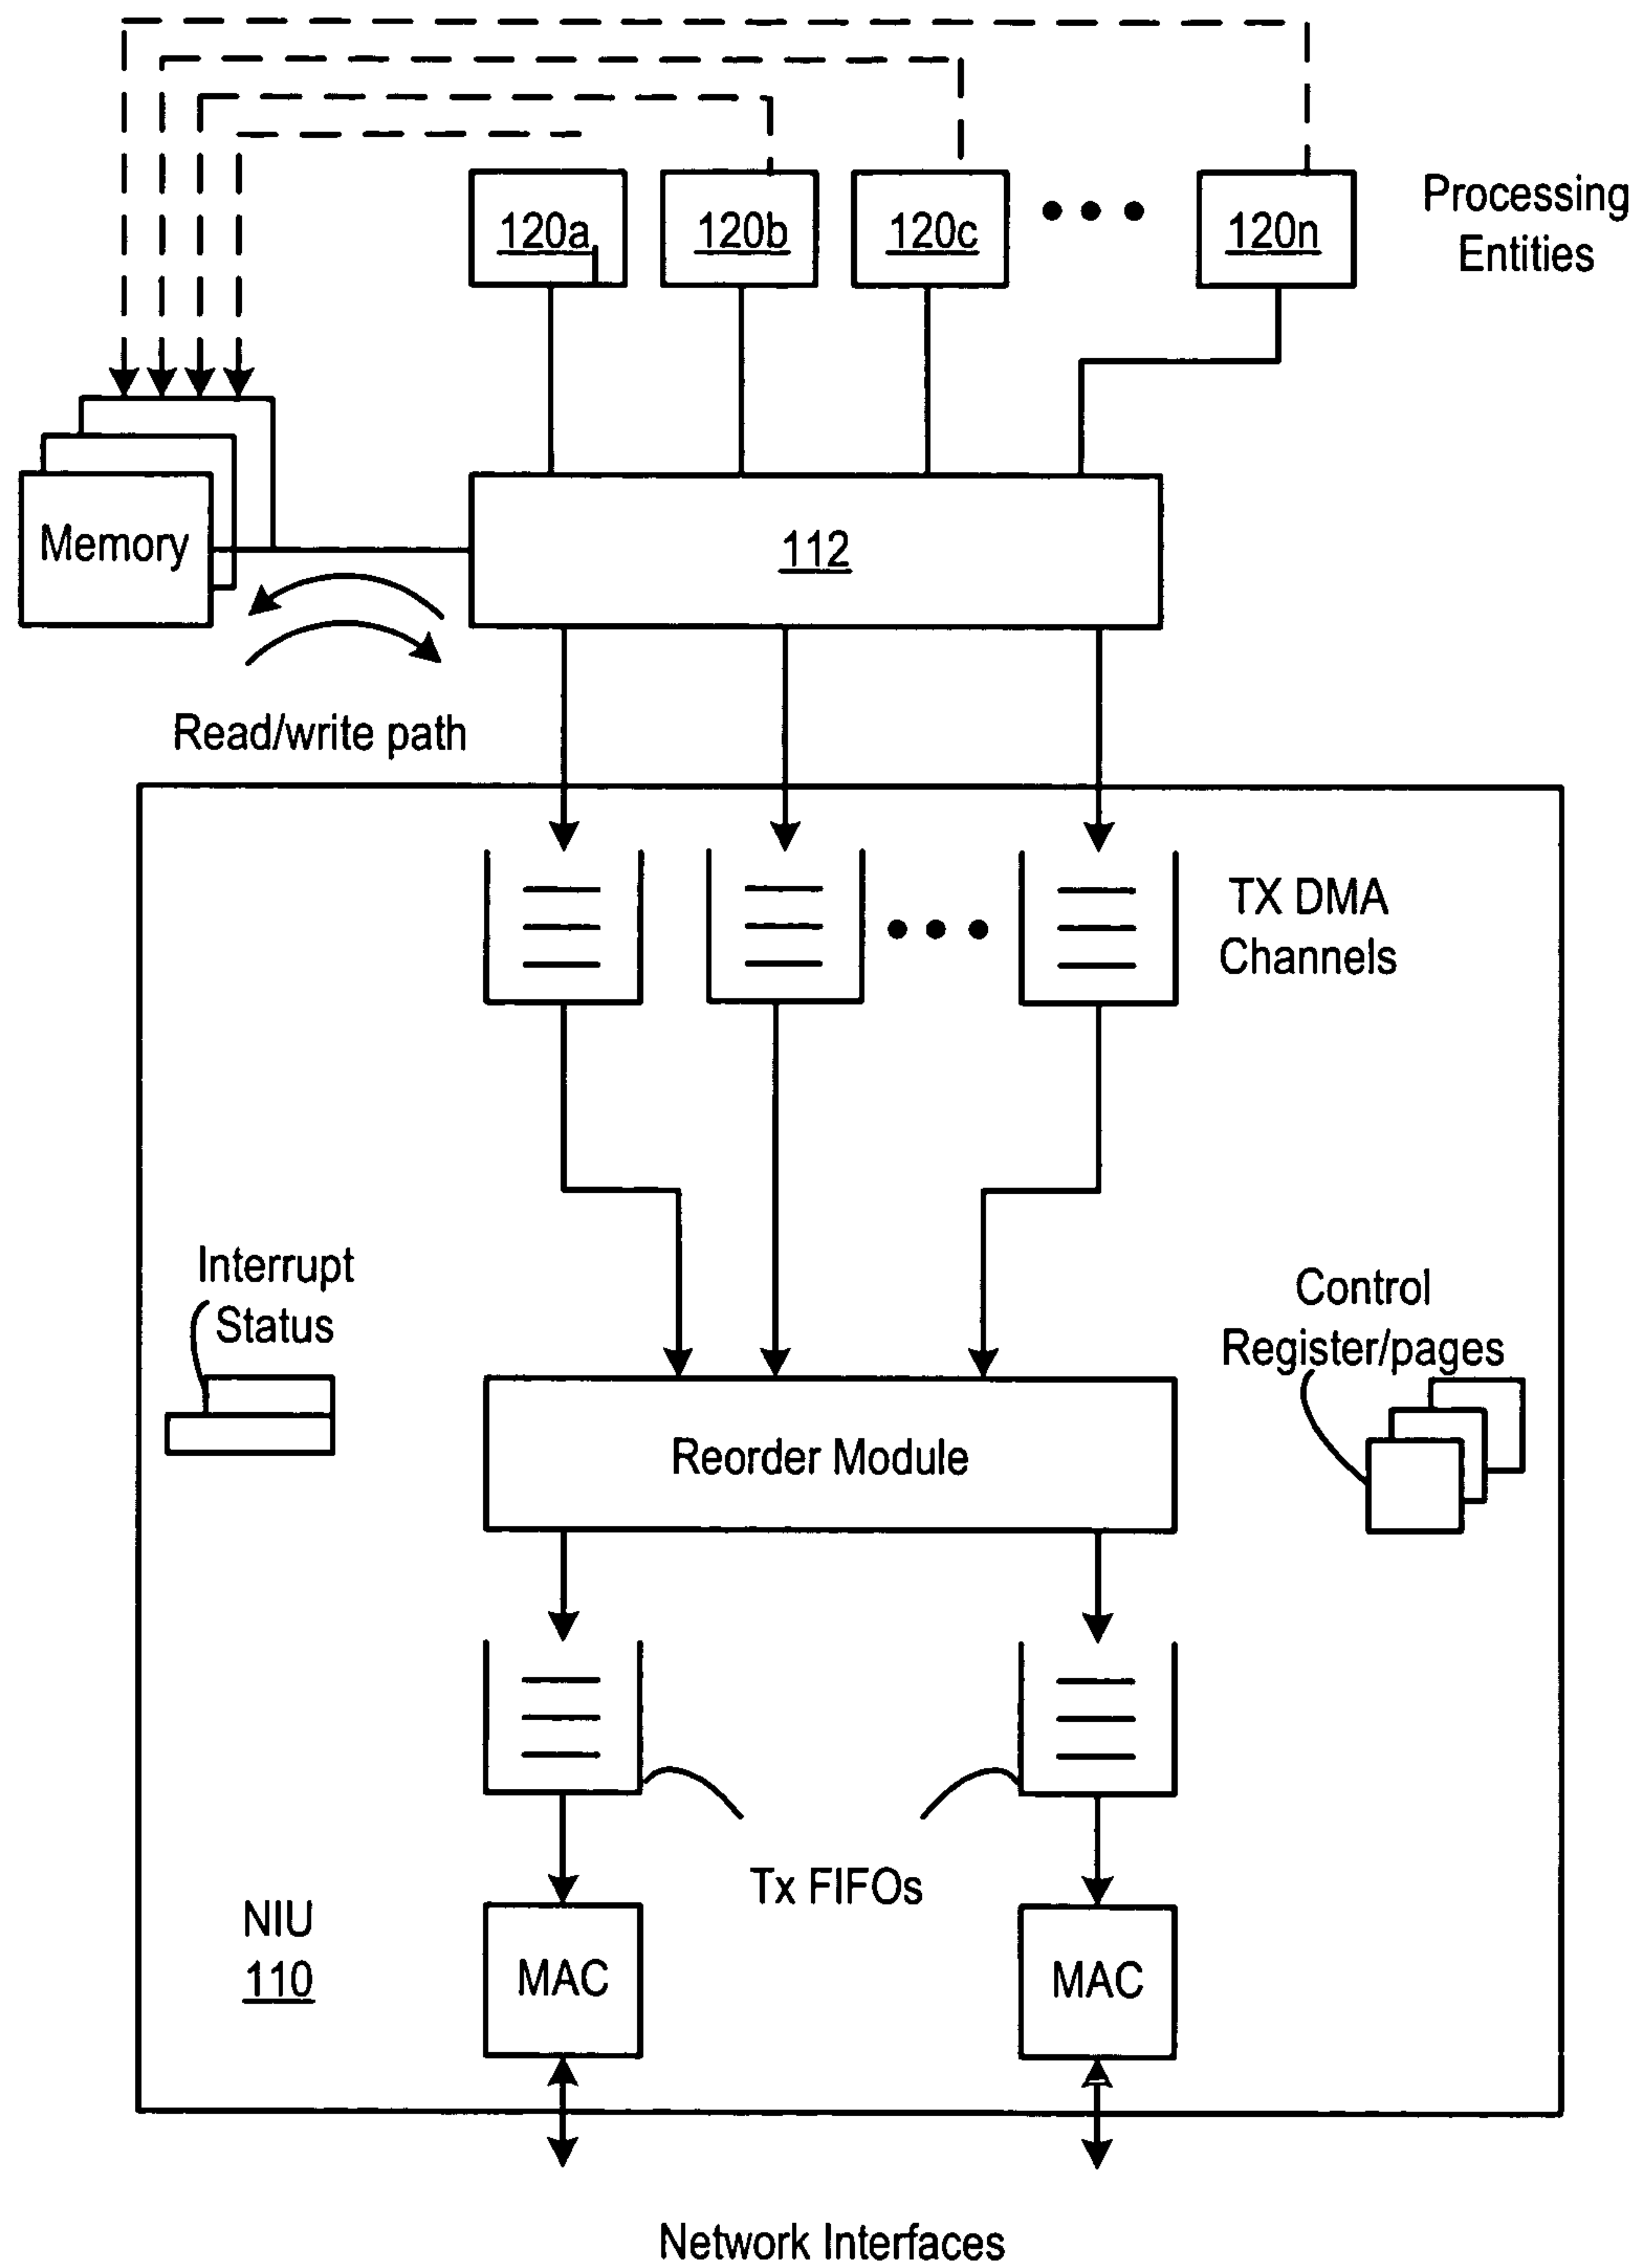 120a
120b
120c
120n
Processing
Entities
Memory
112
Read/write path
TX DMA
Channels
Interrupt
Status
Control
Register/pages
Reorder Module
Tx FIFOs
NIU
110
MAC
MAC
Network Interfaces